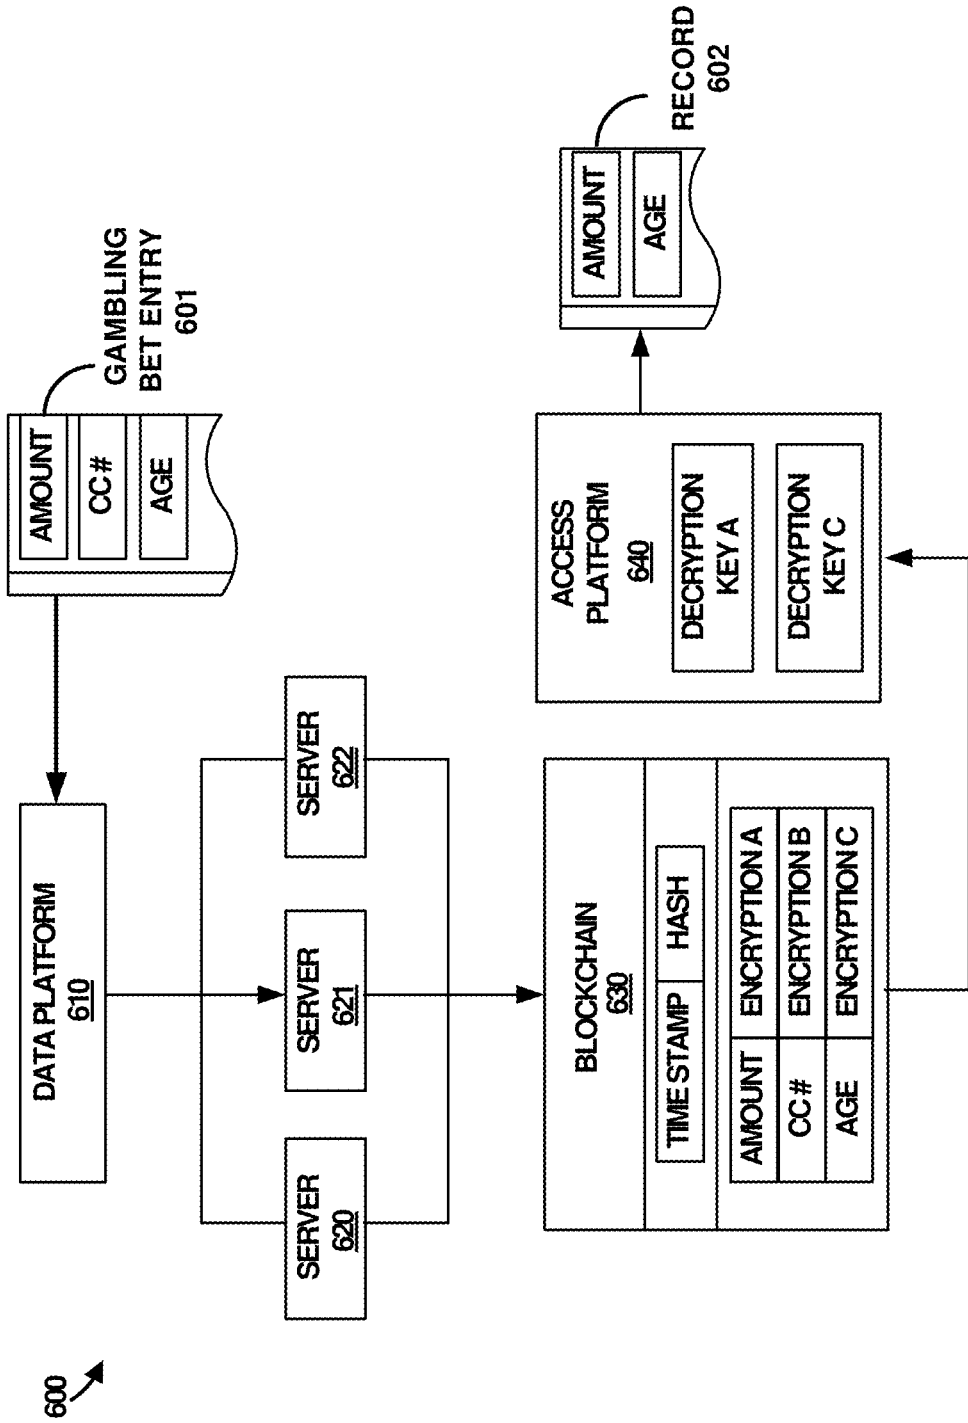 600
DATA PLATFORM
610
AMOUNT
CC #
AGE
GAMBLING
BET ENTRY
601
SERVER
620
SERVER
621
SERVER
622
BLOCKCHAIN
630
TIME STAMP
HASH
AMOUNT
ENCRYPTION A
CC #
ENCRYPTION B
AGE
ENCRYPTION C
ACCESS
PLATFORM
640
DECRYPTION
KEY A
DECRYPTION
KEY C
AMOUNT
AGE
RECORD
602